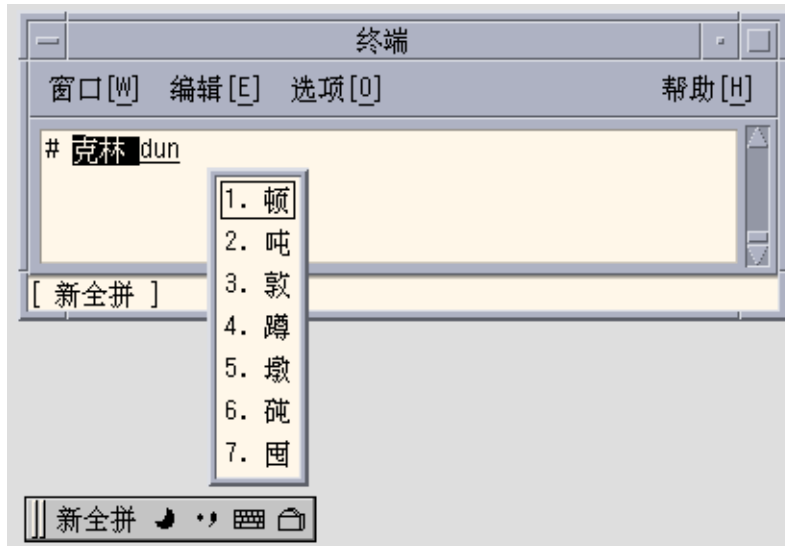 终端
窗口[W] 编辑[E] 选项[O] 帮助[H]
# 克林 dun
1. 顿
2. 吨
3. 敦
4. 蹲
5. 墩
6. 砘
7. 囤
[ 新全拼 ]
新全拼